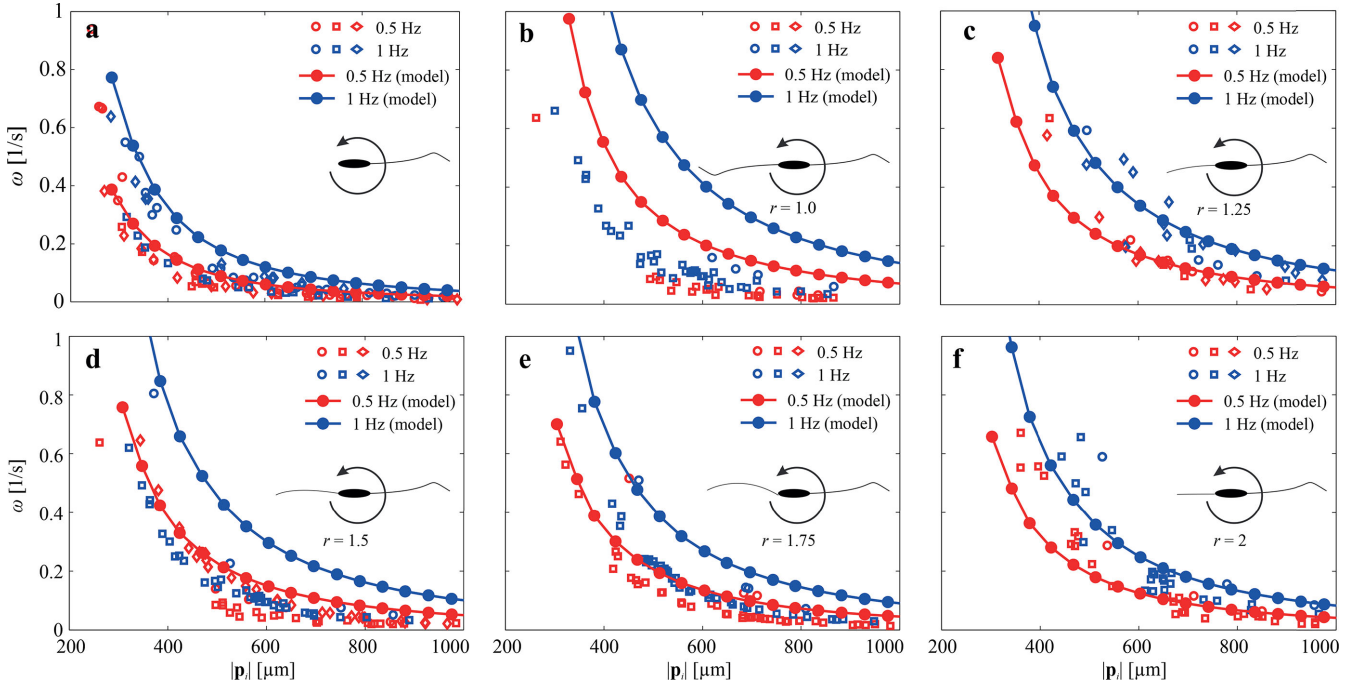 a
0.5 Hz
1 Hz
0.5 Hz (model)
1 Hz (model)
ω [1/s]
1
0.8
0.6
0.4
0.2
0
b
0.5 Hz
1 Hz
0.5 Hz (model)
1 Hz (model)
r = 1.0
c
0.5 Hz
1 Hz
0.5 Hz (model)
1 Hz (model)
r = 1.25
d
0.5 Hz
1 Hz
0.5 Hz (model)
1 Hz (model)
r = 1.5
ω [1/s]
1
0.8
0.6
0.4
0.2
0
200 400 600 800 1000
|p_i| [µm]
e
0.5 Hz
1 Hz
0.5 Hz (model)
1 Hz (model)
r = 1.75
200 400 600 800 1000
|p_i| [µm]
f
0.5 Hz
1 Hz
0.5 Hz (model)
1 Hz (model)
r = 2
200 400 600 800 1000
|p_i| [µm]